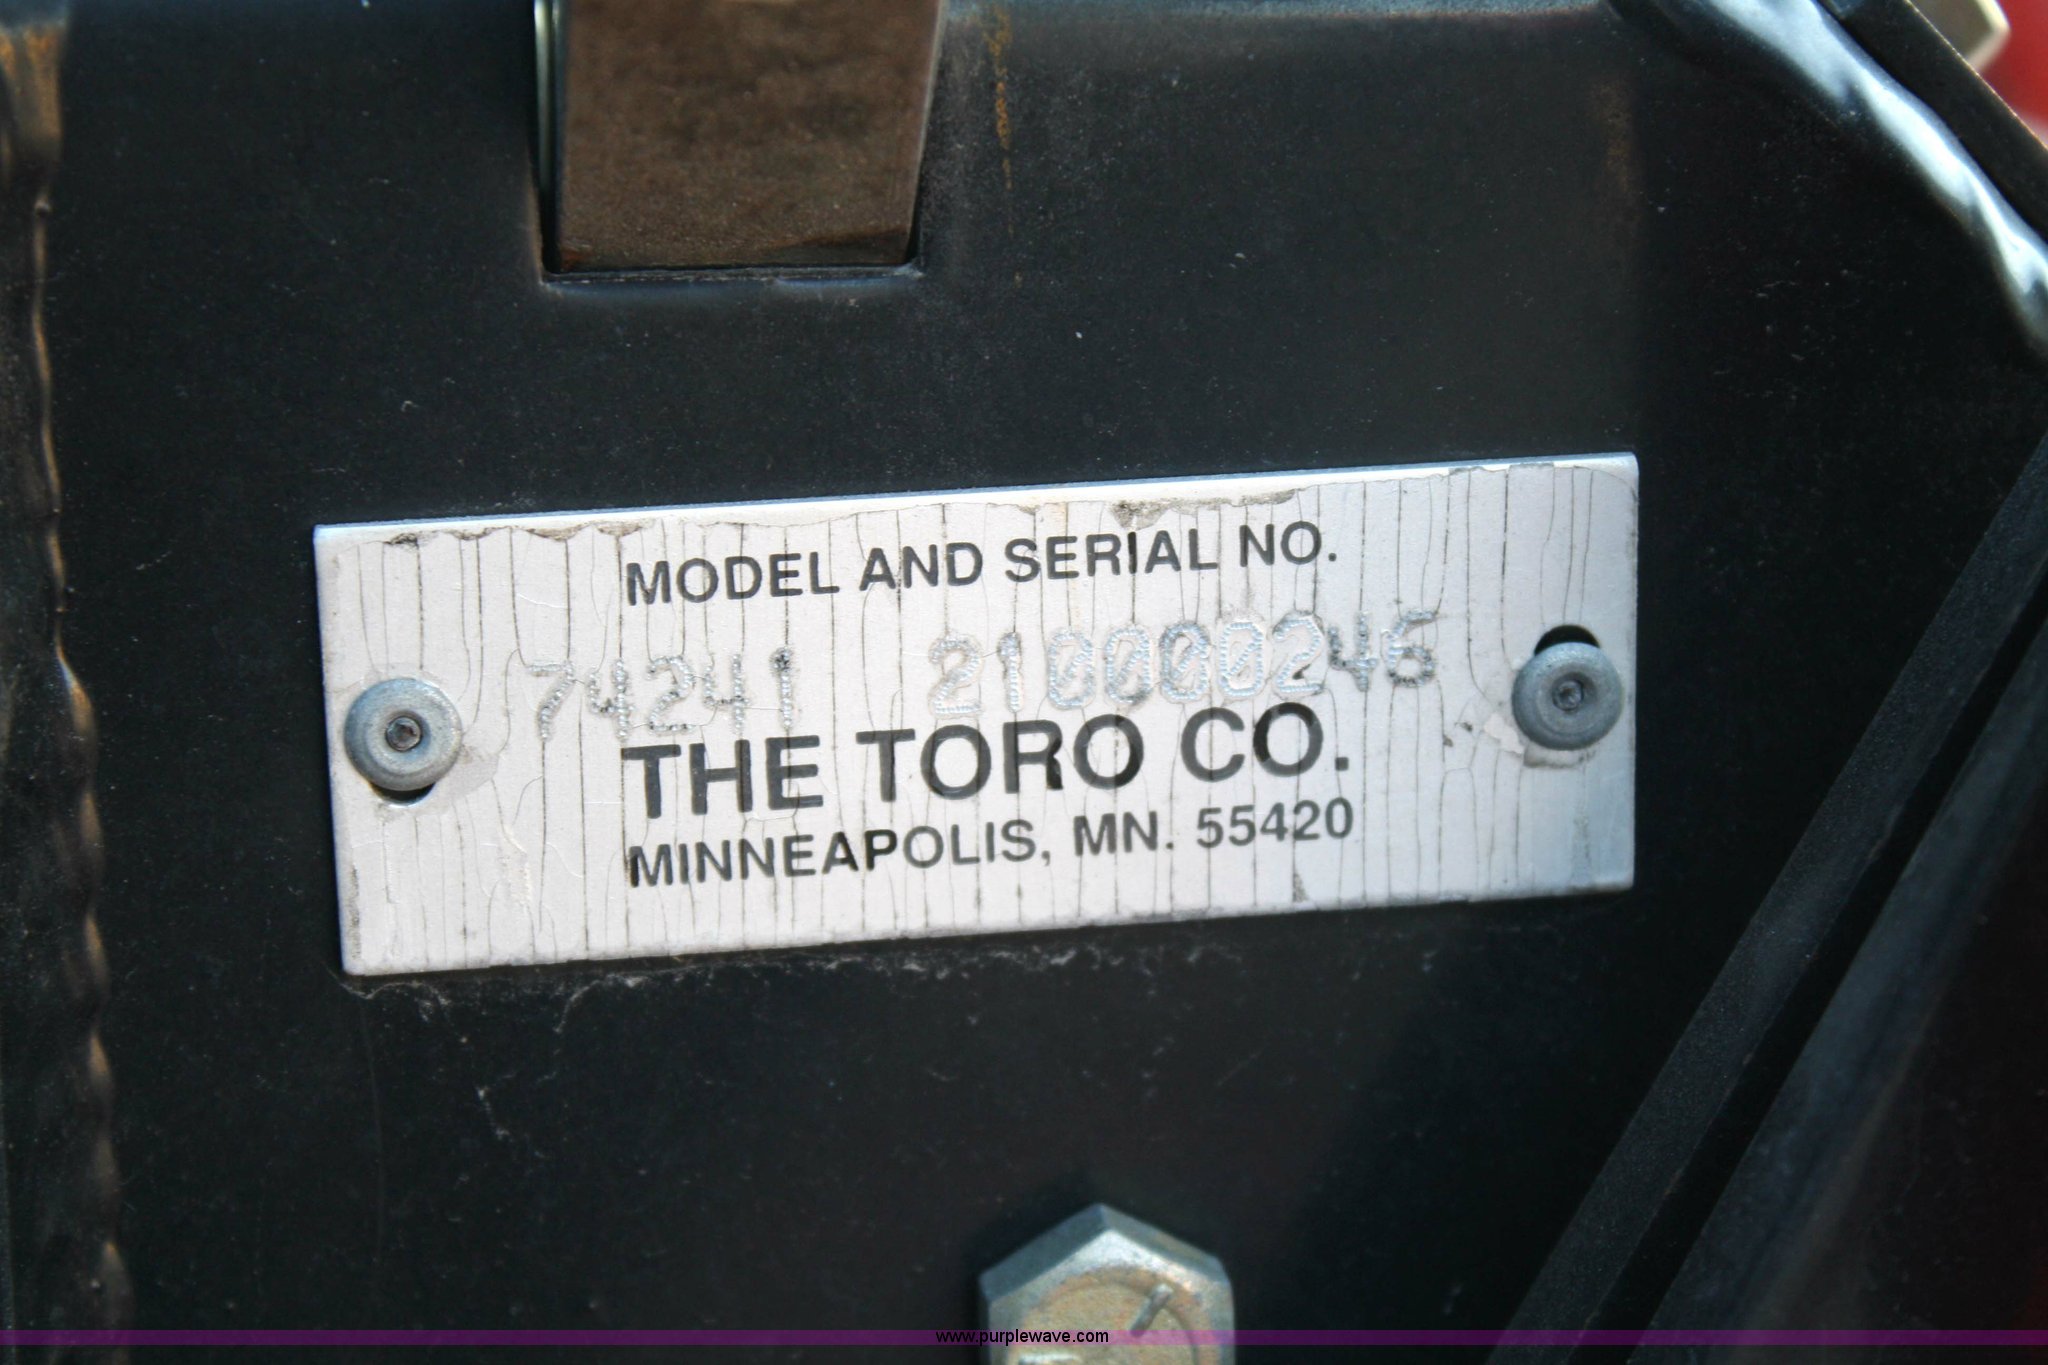 MODEL AND SERIAL NO.
74241 210000246
THE TORO CO.
MINNEAPOLIS, MN. 55420
www.purplewave.com